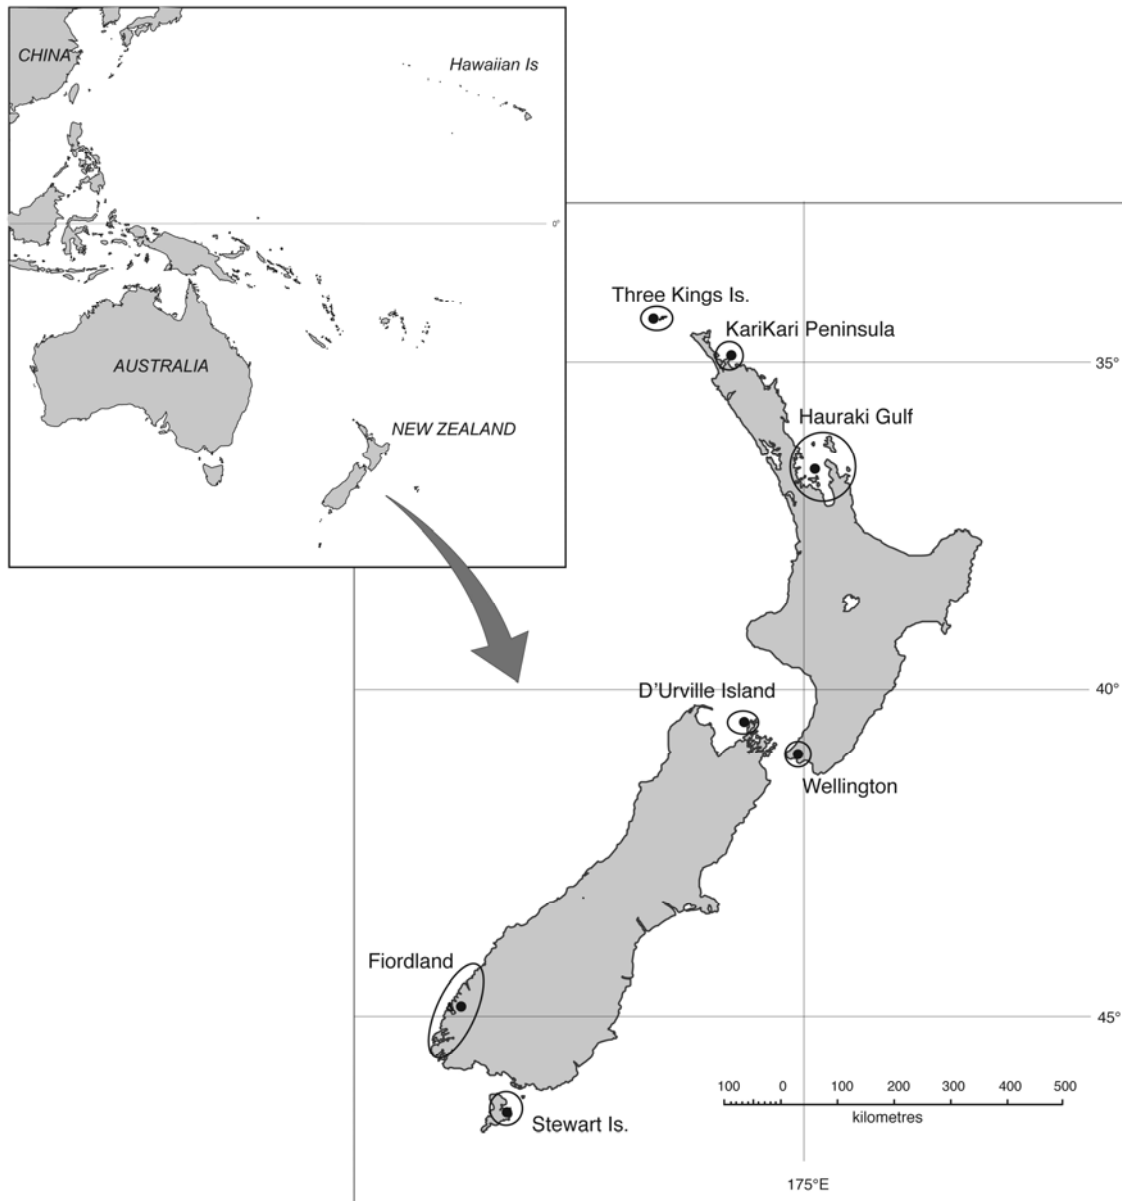 CHINA
Hawaiian Is
0°
AUSTRALIA
NEW ZEALAND
Three Kings Is.
KariKari Peninsula
35°
Hauraki Gulf
40°
D'Urville Island
Wellington
Fiordland
45°
100 0 100 200 300 400 500
kilometres
Stewart Is.
175°E